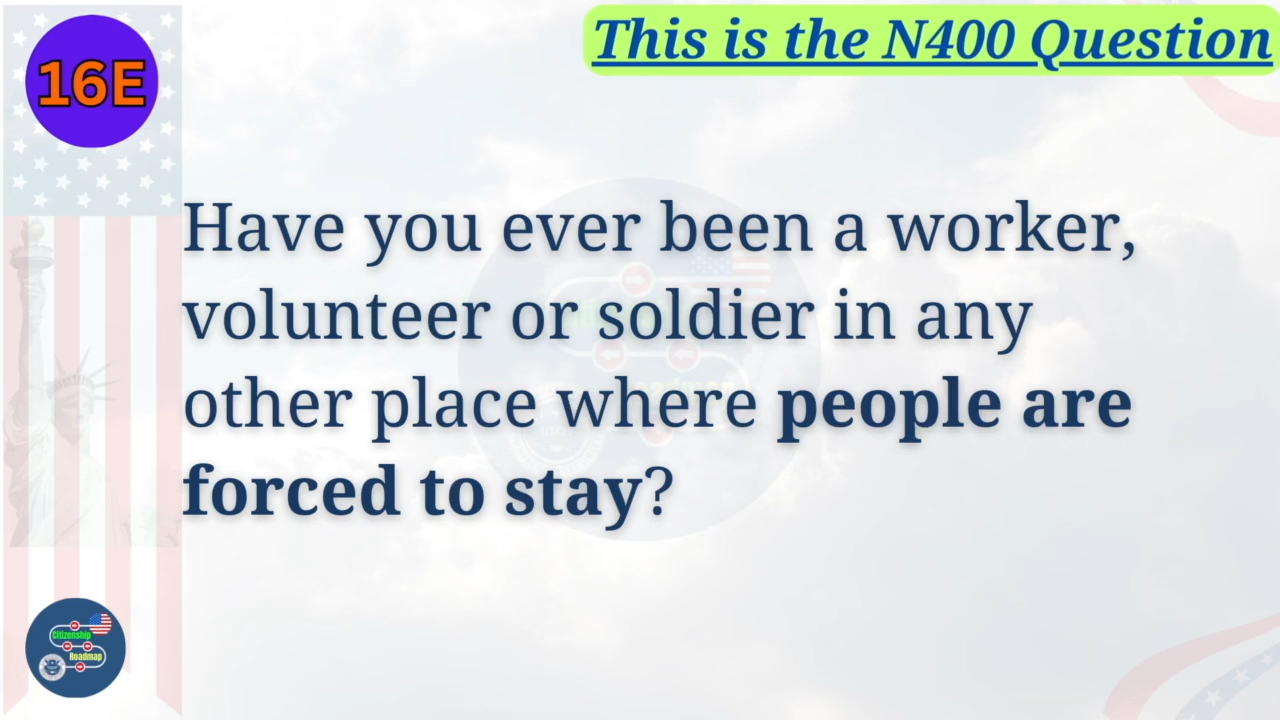 16E
This is the N400 Question
Have you ever been a worker,
volunteer or soldier in any
other place where people are
forced to stay?
Citizenship
Roadmap